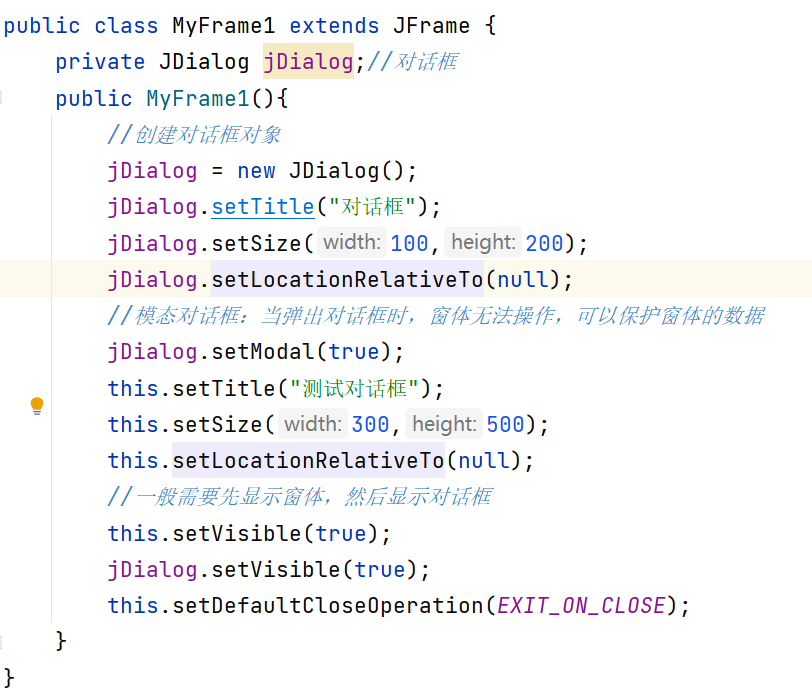 public class MyFrame1 extends JFrame {
    private JDialog jDialog;//对话框
    public MyFrame1(){
        //创建对话框对象
        jDialog = new JDialog();
        jDialog.setTitle("对话框");
        jDialog.setSize( width: 100, height: 200);
        jDialog.setLocationRelativeTo(null);
        //模态对话框：当弹出对话框时，窗体无法操作，可以保护窗体的数据
        jDialog.setModal(true);
        this.setTitle("测试对话框");
        this.setSize( width: 300, height: 500);
        this.setLocationRelativeTo(null);
        //一般需要先显示窗体，然后显示对话框
        this.setVisible(true);
        jDialog.setVisible(true);
        this.setDefaultCloseOperation(EXIT_ON_CLOSE);
    }
}